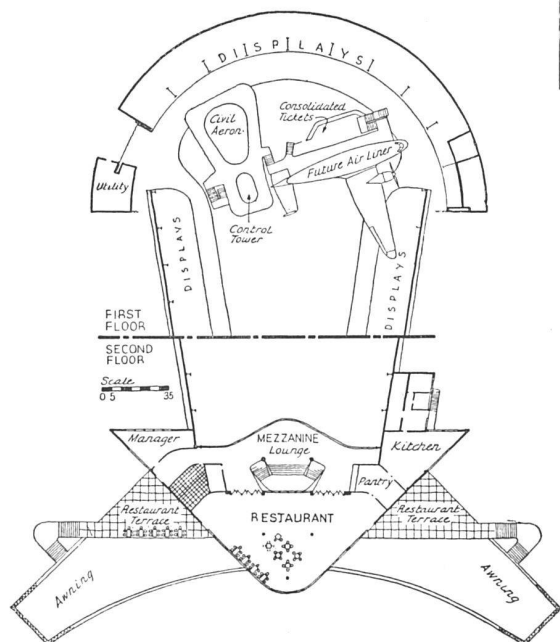 DISPLAYS
Civil
Aeron.
Consolidated
Tickets
Future Air Liner
Utility
Control
Tower
DISPLAYS
DISPLAYS
FIRST
FLOOR
SECOND
FLOOR
Scale
0 5 35
Manager
MEZZANINE
Lounge
Kitchen
Pantry
Restaurant
Terrace
RESTAURANT
Restaurant
Terrace
Awning
Awning